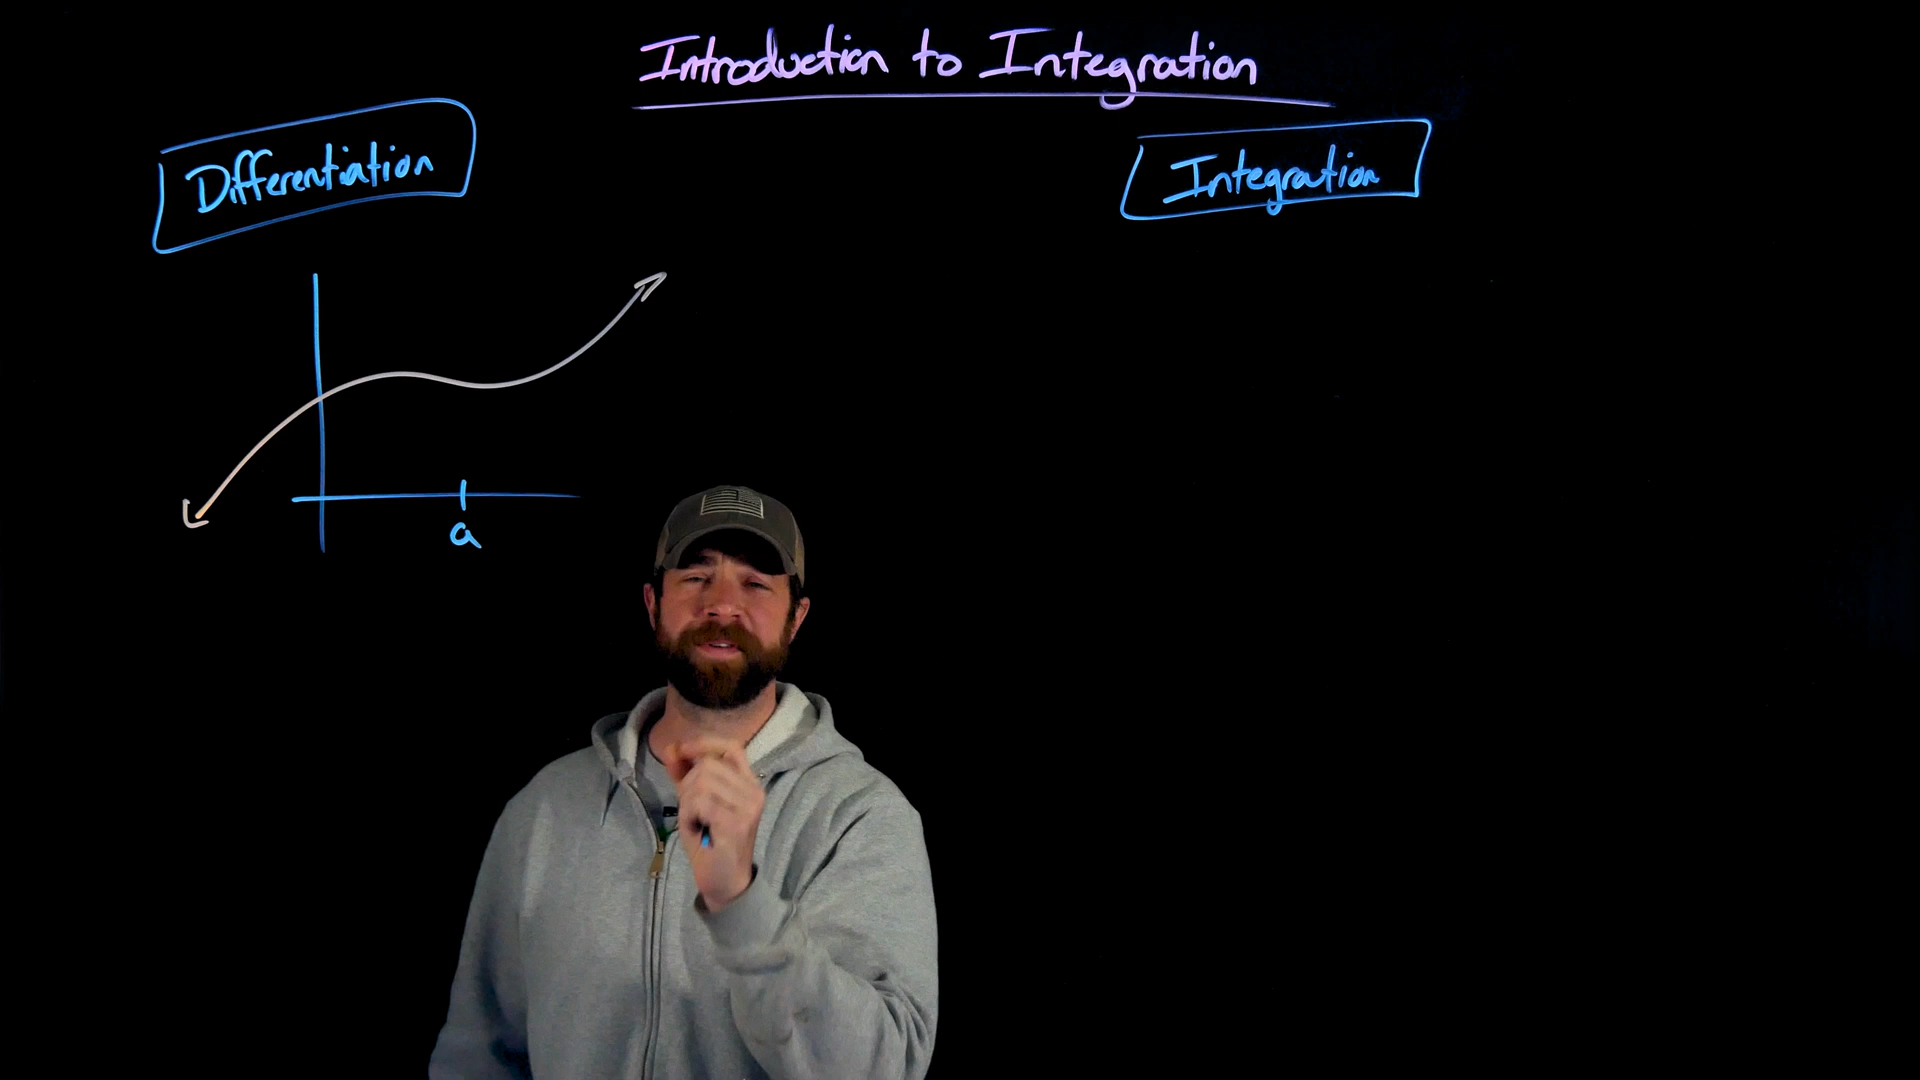 Introduction to Integration
Differentiation
Integration
a